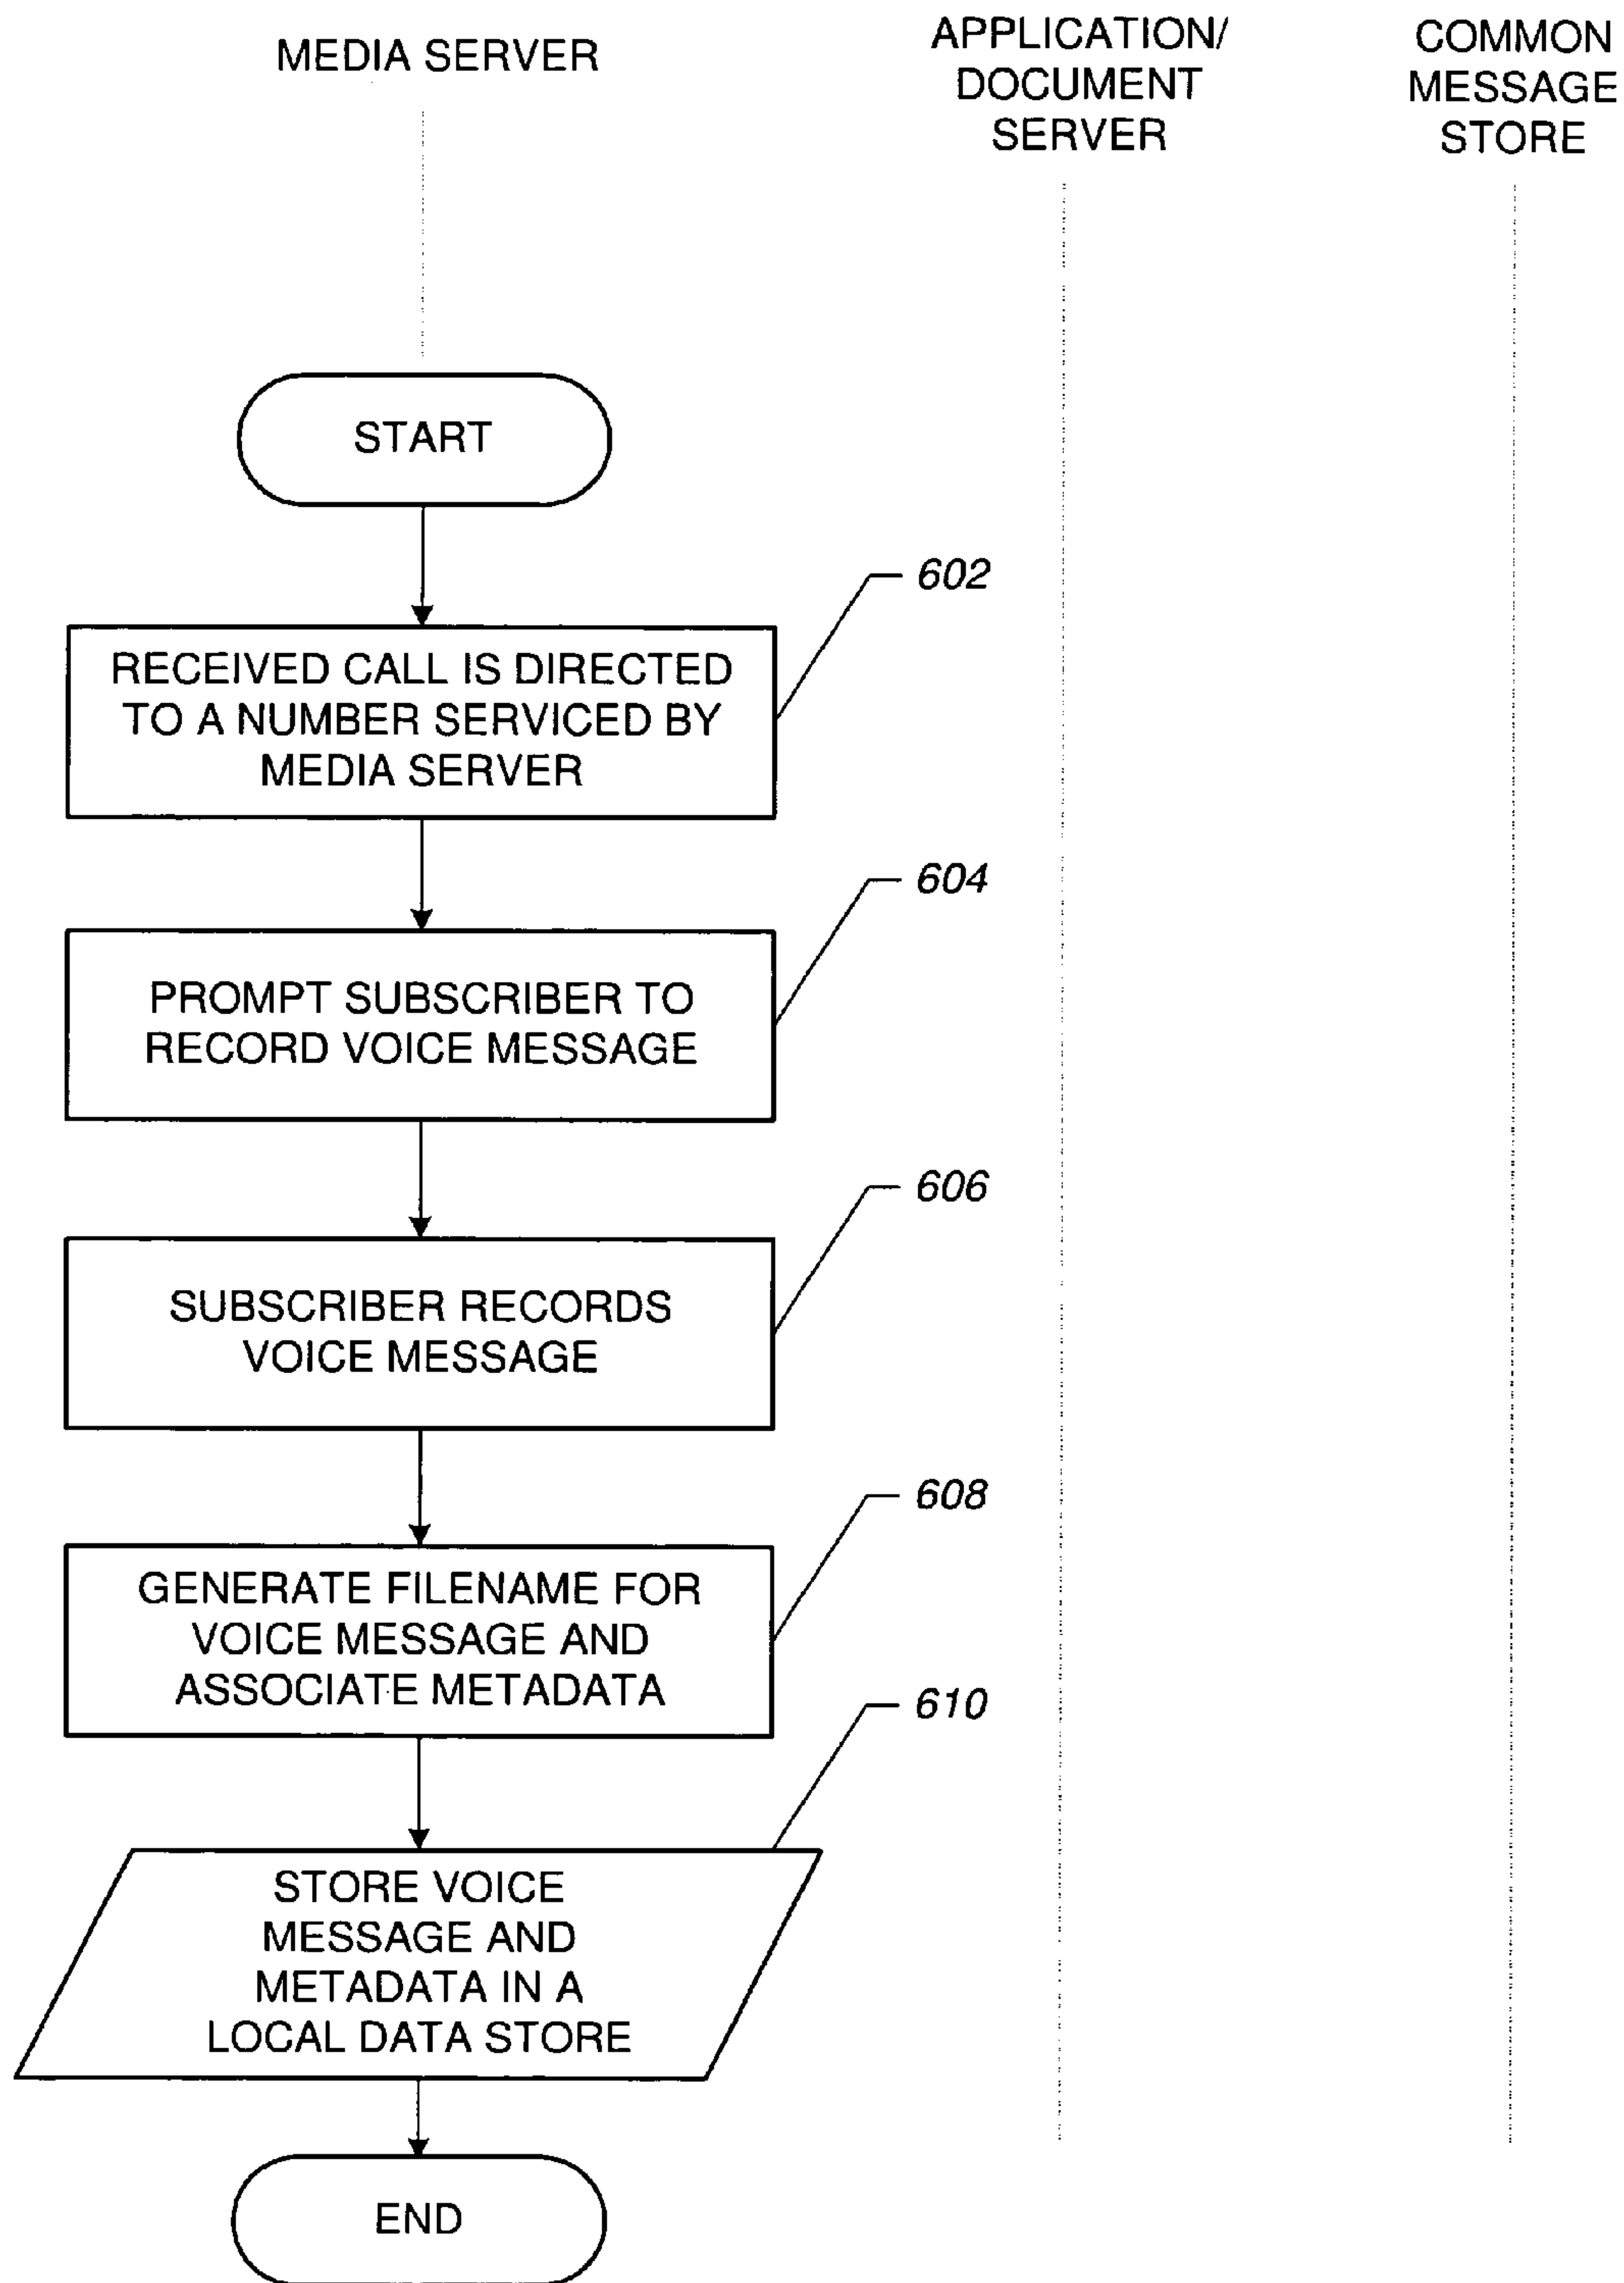 MEDIA SERVER
APPLICATION/
DOCUMENT
SERVER
COMMON
MESSAGE
STORE
START
602
RECEIVED CALL IS DIRECTED
TO A NUMBER SERVICED BY
MEDIA SERVER
604
PROMPT SUBSCRIBER TO
RECORD VOICE MESSAGE
606
SUBSCRIBER RECORDS
VOICE MESSAGE
608
GENERATE FILENAME FOR
VOICE MESSAGE AND
ASSOCIATE METADATA
610
STORE VOICE
MESSAGE AND
METADATA IN A
LOCAL DATA STORE
END